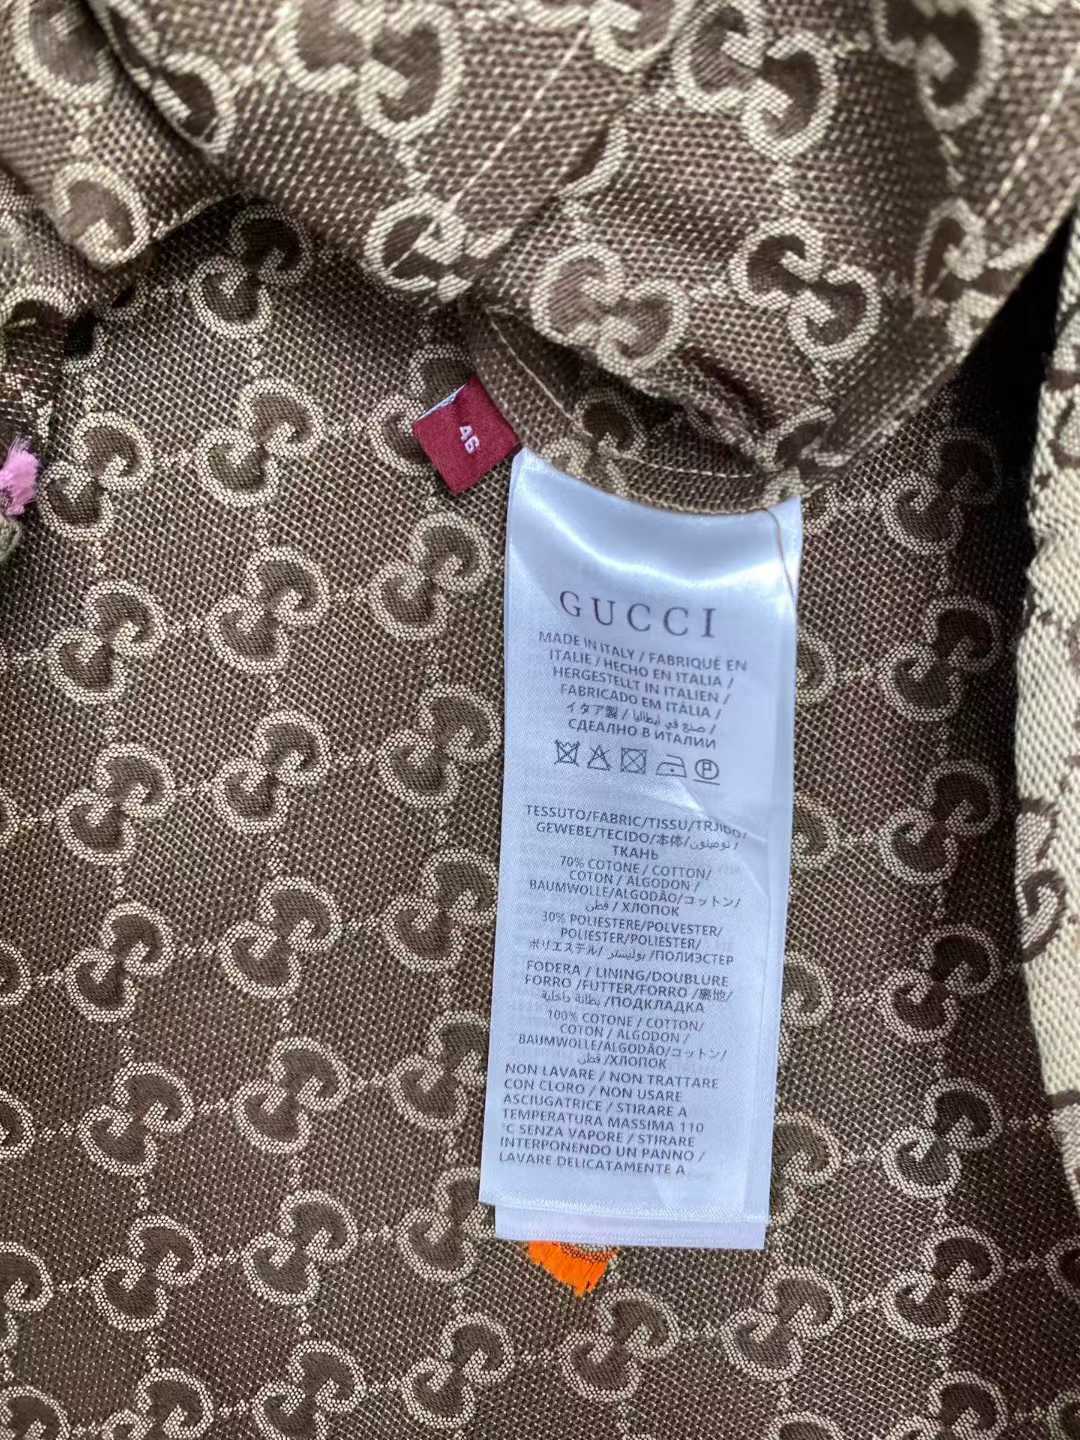 46
GUCCI
MADE IN ITALY / FABRIQUÉ EN
ITALIE / HECHO EN ITALIA /
HERGESTELLT IN ITALIEN /
FABRICADO EM ITÁLIA /
イタア製 / صنع في إيطاليا /
СДЕЛАНО В ИТАЛИИ
P
TESSUTO/FABRIC/TISSU/TRJIDO/
GEWEBE/TECIDO/本体/
ТКАНЬ
70% COTONE / COTTON/
COTON / ALGODON /
BAUMWOLLE/ALGODÃO/コットン/
قطن / ХЛОПОК
30% POLIESTERE/POLVESTER/
POLIESTER/POLIESTER/
ポリエステル/ بوليستر /ПОЛИЭСТЕР
FODERA / LINING/DOUBLURE
FORRO /FUTTER/FORRO /裏地/
بطانة داخلية /ПОДКЛАДКА
100% COTONE / COTTON/
COTON / ALGODON /
BAUMWOLLE/ALGODÃO/コットン/
قطن /ХЛОПОК
NON LAVARE / NON TRATTARE
CON CLORO / NON USARE
ASCIUGATRICE / STIRARE A
TEMPERATURA MASSIMA 110
°C SENZA VAPORE / STIRARE
INTERPONENDO UN PANNO /
LAVARE DELICATAMENTE A